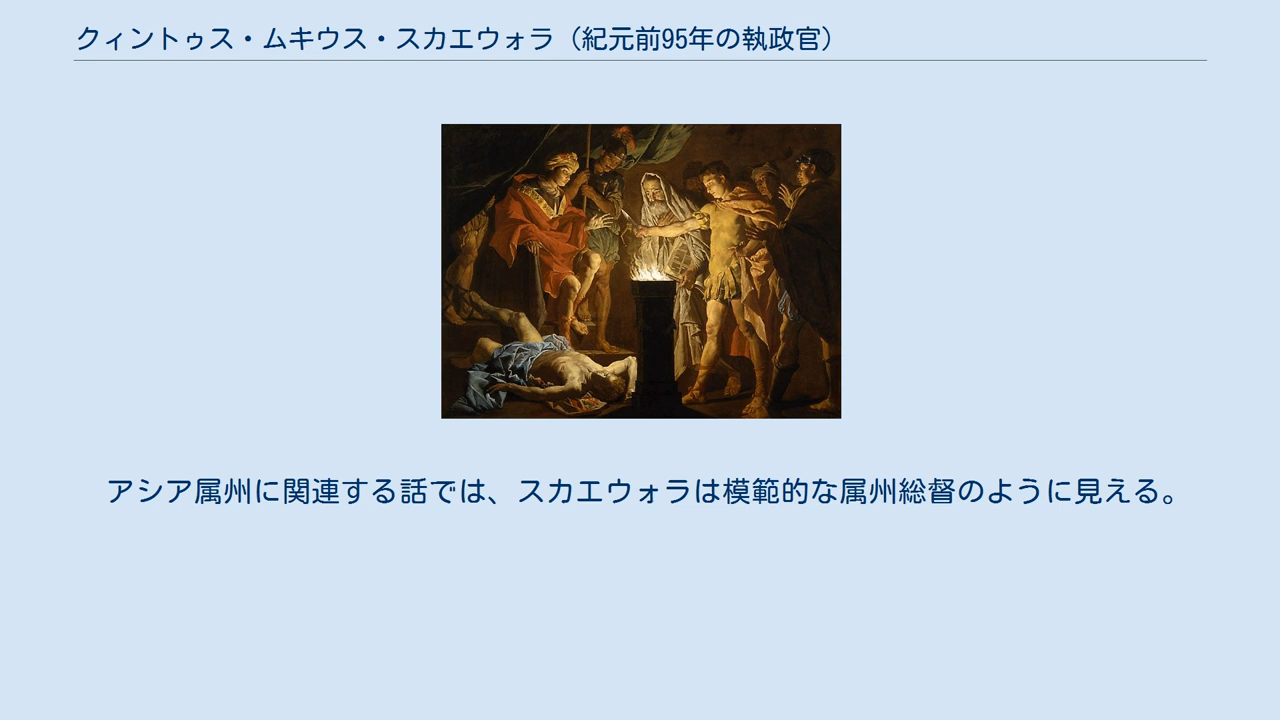 クィントゥス・ムキウス・スカエウォラ（紀元前95年の執政官）
アシア属州に関連する話では、スカエウォラは模範的な属州総督のように見える。